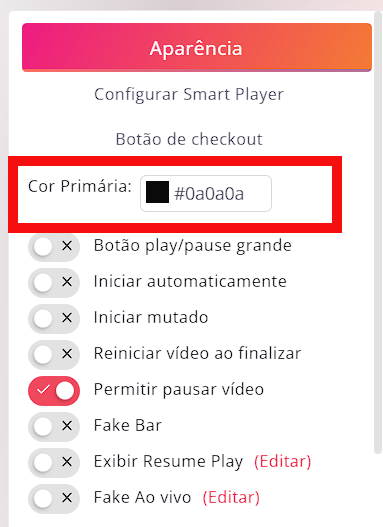 Aparência
Configurar Smart Player
Botão de checkout
Cor Primária: #0a0a0a
Botão play/pause grande
Iniciar automaticamente
Iniciar mutado
Reiniciar vídeo ao finalizar
Permitir pausar vídeo
Fake Bar
Exibir Resume Play (Editar)
Fake Ao vivo (Editar)